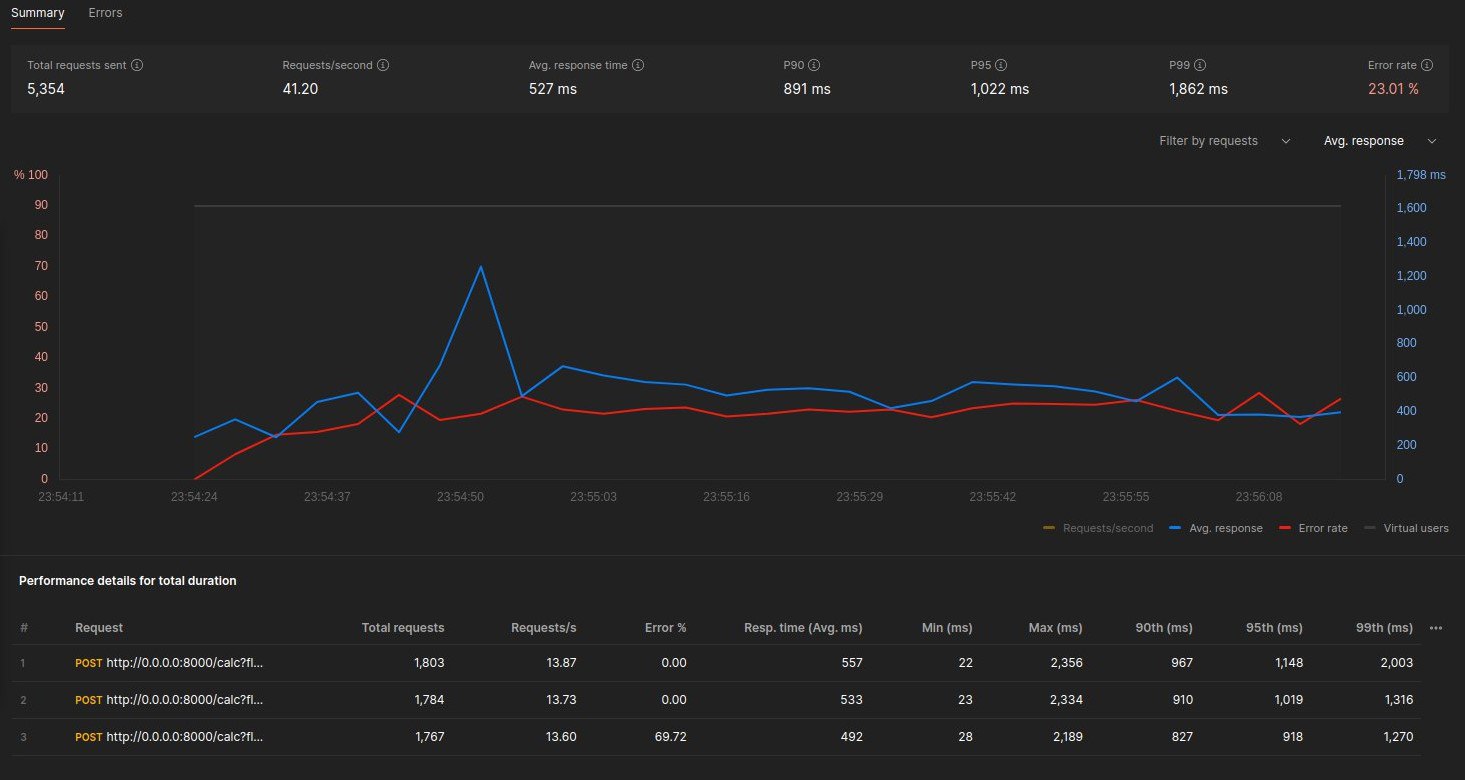 Summary Errors
Total requests sent Requests/second Avg. response time P90 P95 P99 Error rate
5,354 41.20 527 ms 891 ms 1,022 ms 1,862 ms 23.01 %
Filter by requests Avg. response
% 100 1,798 ms
90 1,600
80 1,400
70 1,200
60 1,000
50 800
40 600
30 400
20 200
10 0
0
23:54:11 23:54:24 23:54:37 23:54:50 23:55:03 23:55:16 23:55:29 23:55:42 23:55:55 23:56:08
Requests/second Avg. response Error rate Virtual users
Performance details for total duration
# Request Total requests Requests/s Error % Resp. time (Avg. ms) Min (ms) Max (ms) 90th (ms) 95th (ms) 99th (ms) •••
1 POST http://0.0.0.0:8000/calc?fl... 1,803 13.87 0.00 557 22 2,356 967 1,148 2,003
2 POST http://0.0.0.0:8000/calc?fl... 1,784 13.73 0.00 533 23 2,334 910 1,019 1,316
3 POST http://0.0.0.0:8000/calc?fl... 1,767 13.60 69.72 492 28 2,189 827 918 1,270